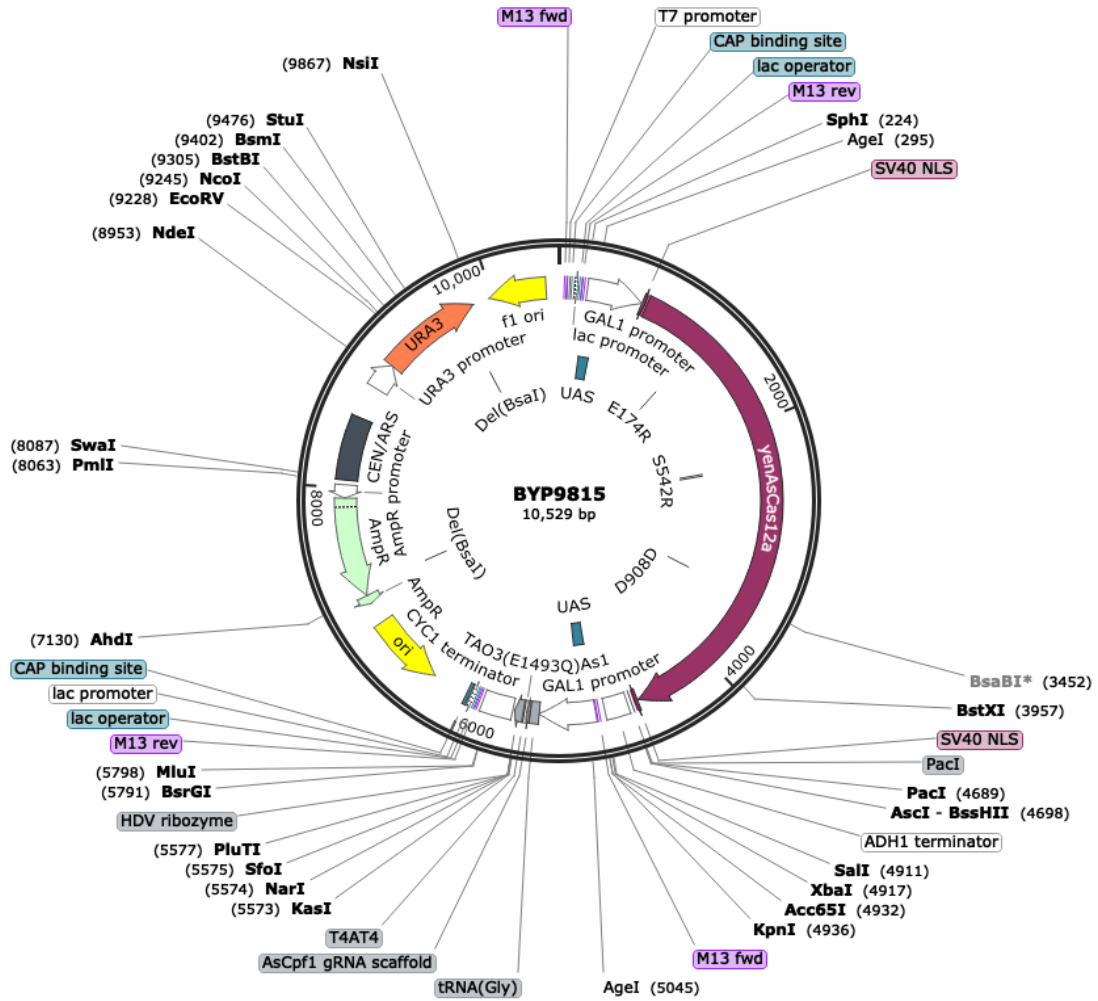 M13 fwd
T7 promoter
CAP binding site
lac operator
M13 rev
SphI (224)
AgeI (295)
SV40 NLS
(9867) NsiI
(9476) StuI
(9402) BsmI
(9305) BstBI
(9245) NcoI
(9228) EcoRV
(8953) NdeI
(8087) SwaI
(8063) PmlI
(7130) AhdI
CAP binding site
lac promoter
lac operator
M13 rev
(5798) MluI
(5791) BsrGI
HDV ribozyme
(5577) PluTI
(5575) SfoI
(5574) NarI
(5573) KasI
T4AT4
AsCpf1 gRNA scaffold
tRNA(Gly)
AgeI (5045)
M13 fwd
KpnI (4936)
Acc65I (4932)
XbaI (4917)
SalI (4911)
ADH1 terminator
AscI - BssHII (4698)
PacI (4689)
PacI
SV40 NLS
BstXI (3957)
BsaBI* (3452)
2000
4000
6000
8000
10,000
f1 ori
GAL1 promoter
lac promoter
UAS
URA3
URA3 promoter
Del(BsaI)
E174R
S542R
yenAsCas12a
D908D
CEN/ARS
AmpR promoter
AmpR
Del(BsaI)
AmpR
ori
CYC1 terminator
TAO3(E1493Q)As1
GAL1 promoter
UAS
BYP9815
10,529 bp